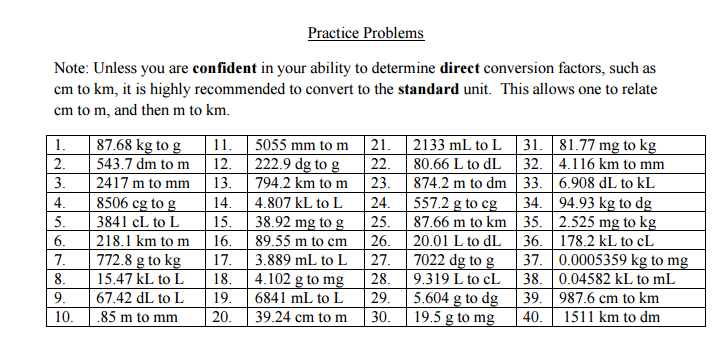 Practice Problems
Note: Unless you are confident in your ability to determine direct conversion factors, such as
cm to km, it is highly recommended to convert to the standard unit. This allows one to relate
cm to m, and then m to km.
1. 87.68 kg to g 11. 5055 mm to m 21. 2133 mL to L 31. 81.77 mg to kg
2. 543.7 dm to m 12. 222.9 dg to g 22. 80.66 L to dL 32. 4.116 km to mm
3. 2417 m to mm 13. 794.2 km to m 23. 874.2 m to dm 33. 6.908 dL to kL
4. 8506 cg to g 14. 4.807 kL to L 24. 557.2 g to cg 34. 94.93 kg to dg
5. 3841 cL to L 15. 38.92 mg to g 25. 87.66 m to km 35. 2.525 mg to kg
6. 218.1 km to m 16. 89.55 m to cm 26. 20.01 L to dL 36. 178.2 kL to cL
7. 772.8 g to kg 17. 3.889 mL to L 27. 7022 dg to g 37. 0.0005359 kg to mg
8. 15.47 kL to L 18. 4.102 g to mg 28. 9.319 L to cL 38. 0.04582 kL to mL
9. 67.42 dL to L 19. 6841 mL to L 29. 5.604 g to dg 39. 987.6 cm to km
10. .85 m to mm 20. 39.24 cm to m 30. 19.5 g to mg 40. 1511 km to dm